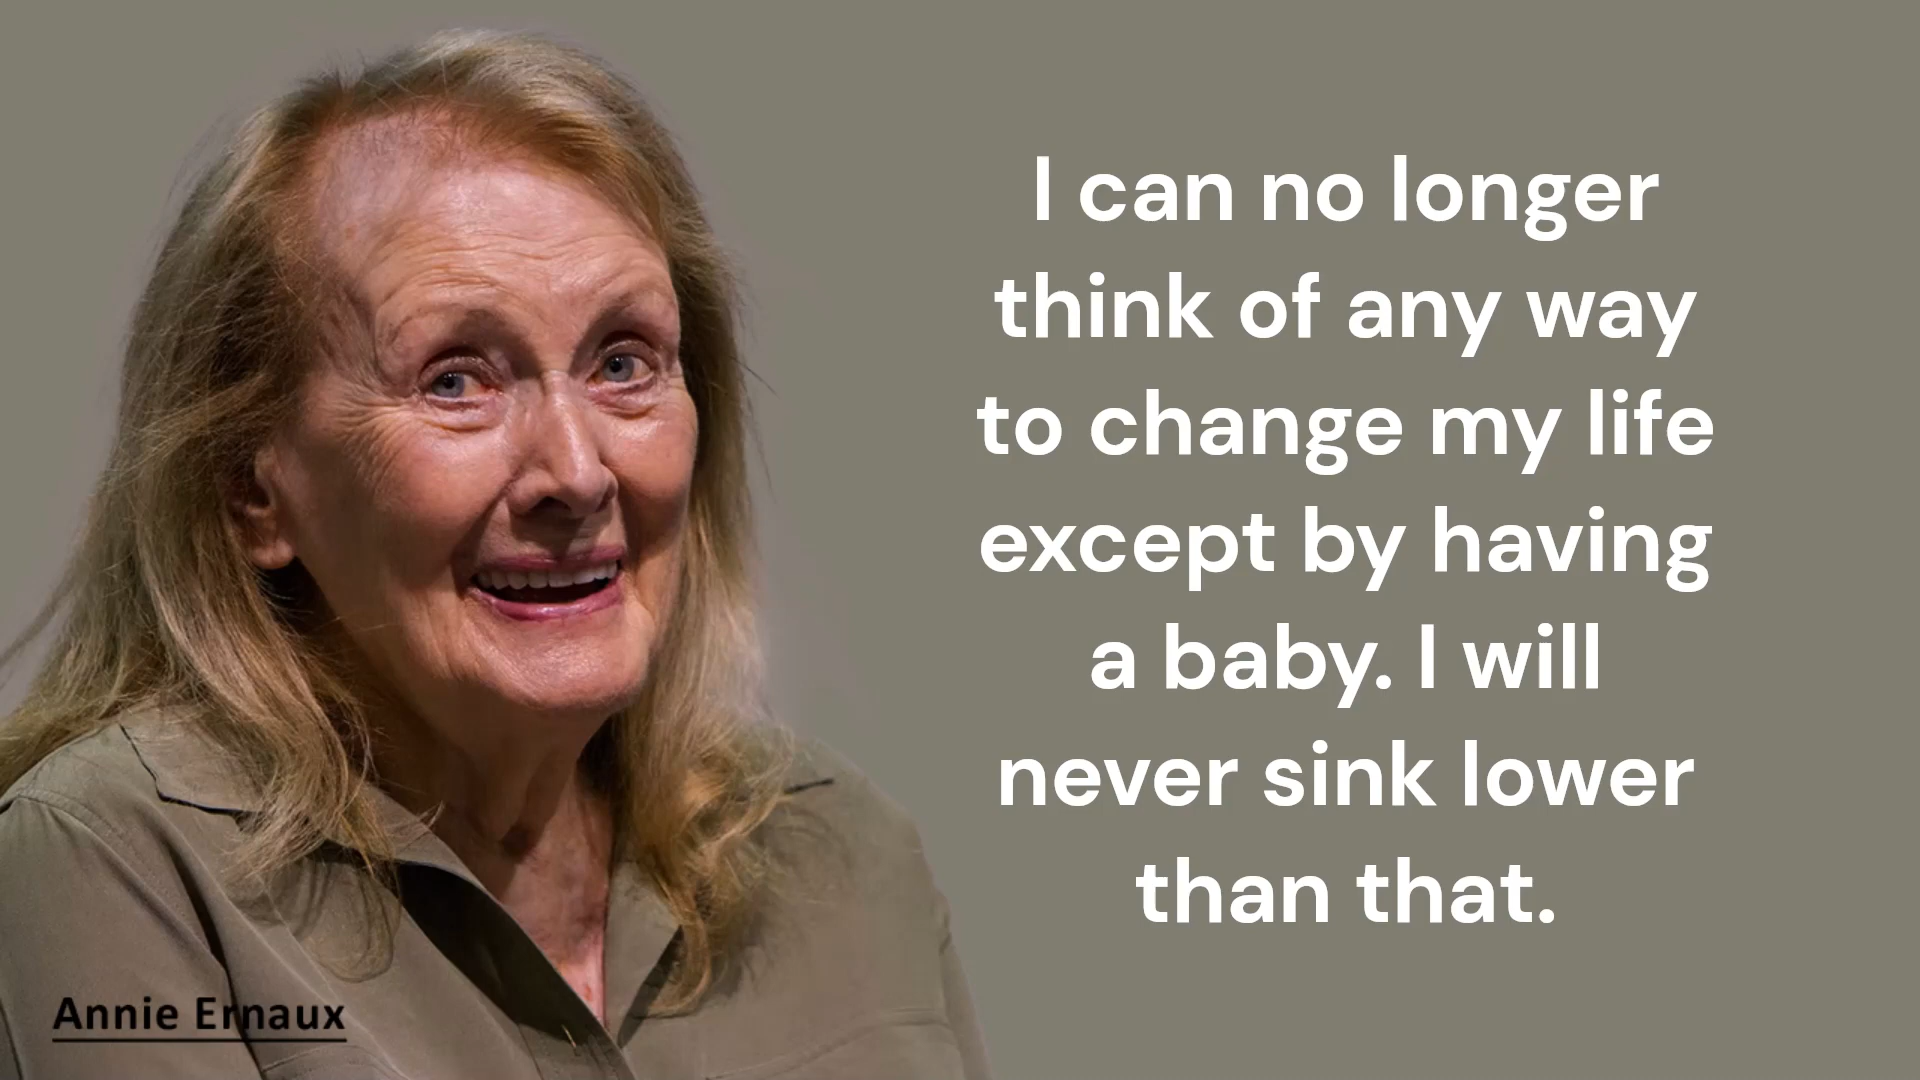 I can no longer
think of any way
to change my life
except by having
a baby. I will
never sink lower
than that.
Annie Ernaux